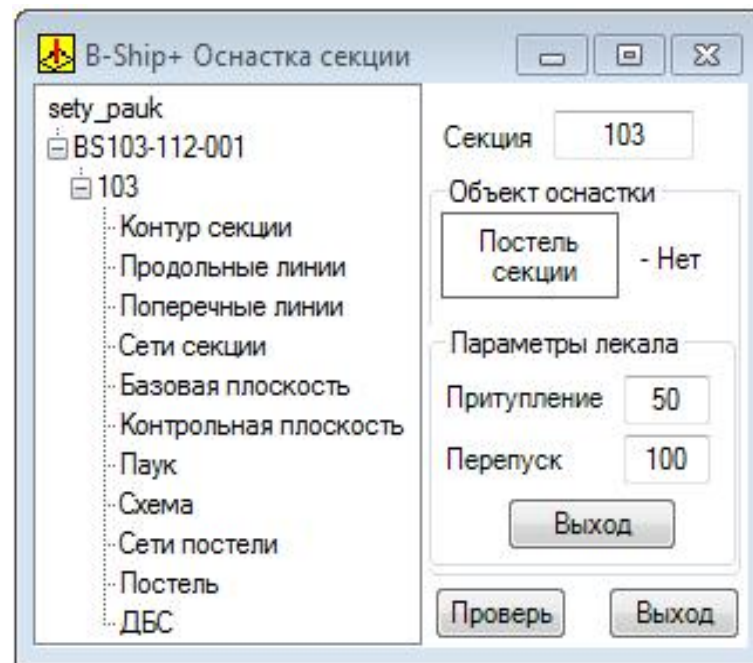 B-Ship+ Оснастка секции
sety_pauk
BS103-112-001
103
Контур секции
Продольные линии
Поперечные линии
Сети секции
Базовая плоскость
Контрольная плоскость
Паук
Схема
Сети постели
Постель
ДБС
Секция 103
Объект оснастки
Постель
секции
- Нет
Параметры лекала
Притупление 50
Перепуск 100
Выход
Проверь Выход